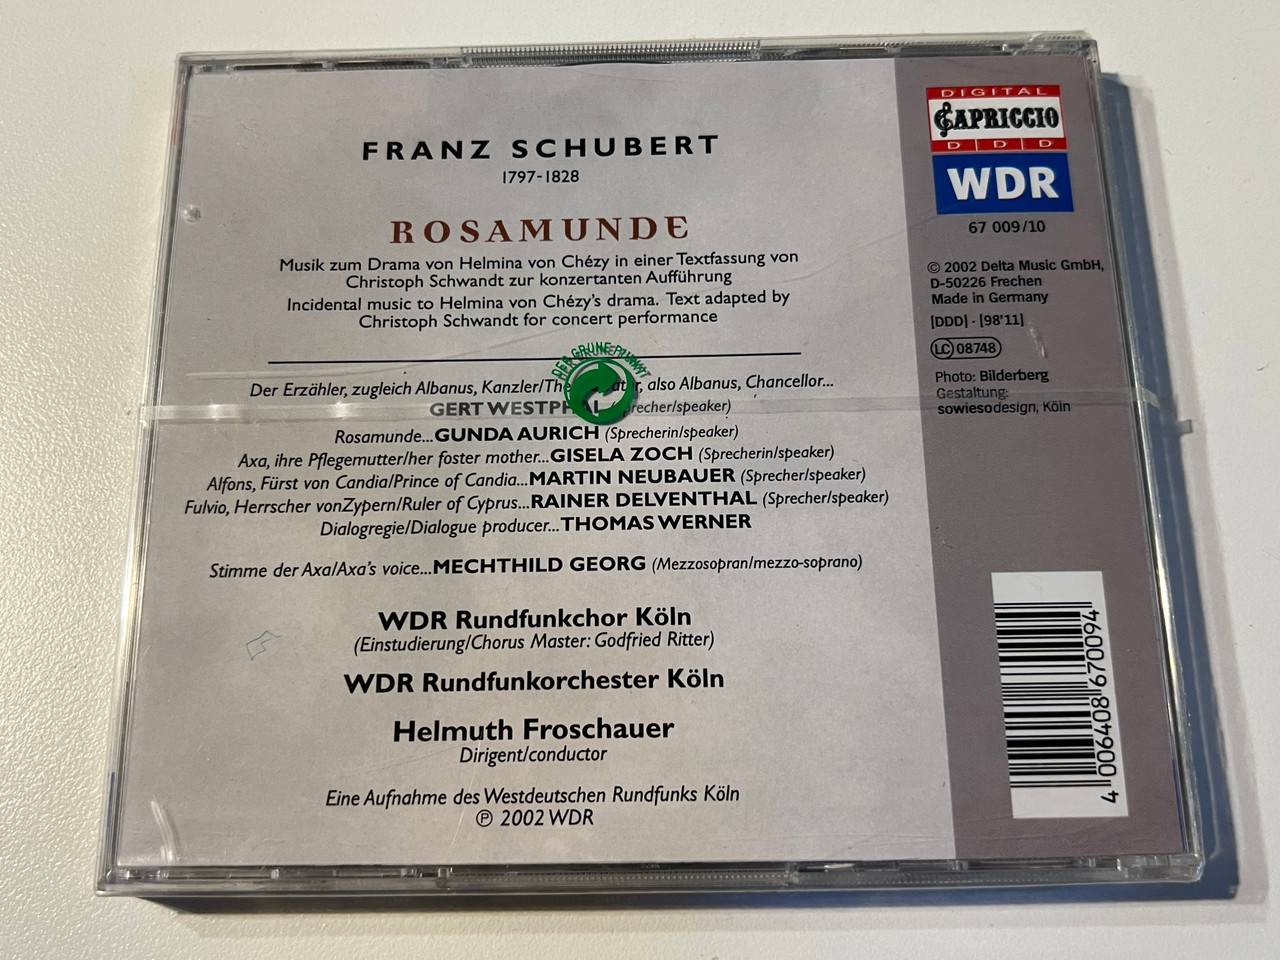 FRANZ SCHUBERT
1797-1828
ROSAMUNDE
Musik zum Drama von Helmina von Chézy in einer Textfassung von
Christoph Schwandt zur konzertanten Aufführung
Incidental music to Helmina von Chézy's drama. Text adapted by
Christoph Schwandt for concert performance
DER GRÜNE PUNKT
Der Erzähler, zugleich Albanus, Kanzler/ also Albanus, Chancellor...
GERT WESTPHAL
Rosamunde...GUNDA AURICH (Sprecherin/speaker)
Axa, ihre Pflegemutter/her foster mother...GISELA ZOCH (Sprecherin/speaker)
Alfons, Fürst von Candia/Prince of Candia...MARTIN NEUBAUER (Sprecher/speaker)
Fulvio, Herrscher vonZypern/Ruler of Cyprus...RAINER DELVENTHAL (Sprecher/speaker)
Dialogregie/Dialogue producer...THOMAS WERNER
Stimme der Axa/Axa's voice...MECHTHILD GEORG (Mezzosopran/mezzo-soprano)
WDR Rundfunkchor Köln
(Einstudierung/Chorus Master: Godfried Ritter)
WDR Rundfunkorchester Köln
Helmuth Froschauer
Dirigent/conductor
Eine Aufnahme des Westdeutschen Rundfunks Köln
℗ 2002 WDR
DIGITAL
CAPRICCIO
D D D
WDR
67 009/10
© 2002 Delta Music GmbH,
D-50226 Frechen
Made in Germany
[DDD] · [98'11]
LC 08748
Photo: Bilderberg
Gestaltung:
sowiesodesign, Köln
4 006408 670094